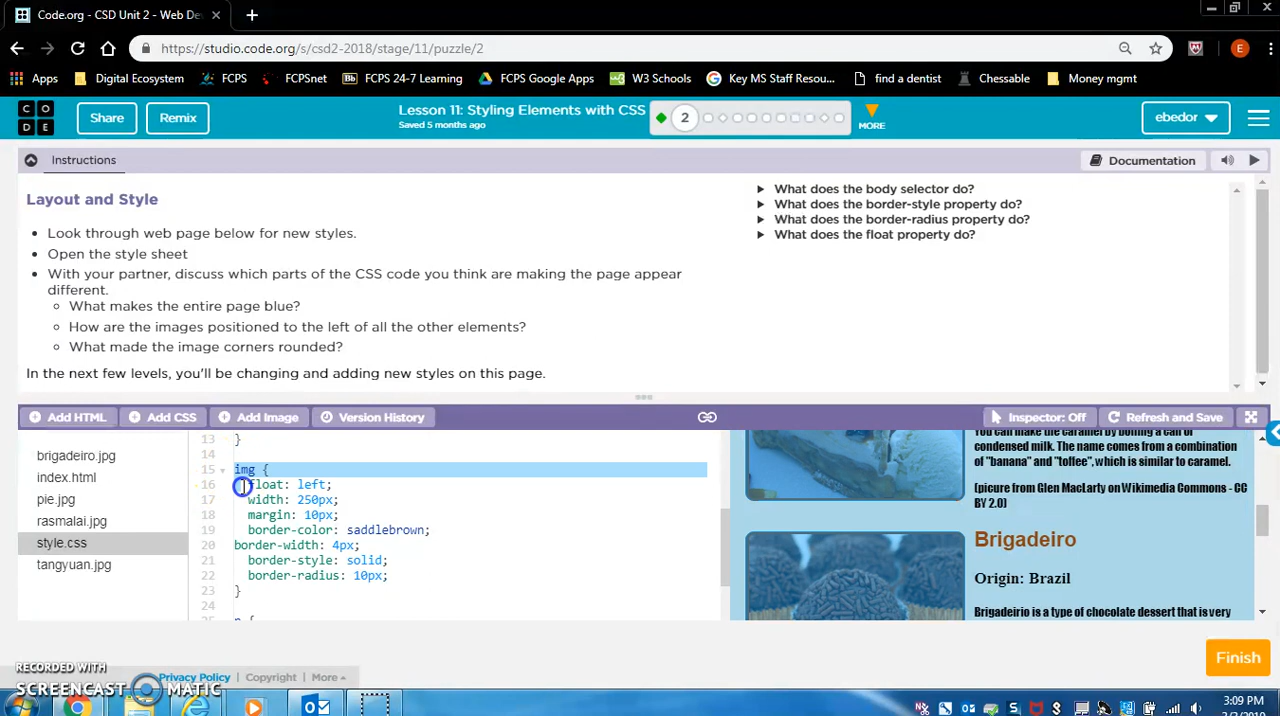 Code.org - CSD Unit 2 - Web De
https://studio.code.org/s/csd2-2018/stage/11/puzzle/2
E
Apps Digital Ecosystem FCPS FCPSnet Bb FCPS 24-7 Learning FCPS Google Apps W3 Schools Key MS Staff Resou... find a dentist Chessable Money mgmt
C O D E
Share Remix
Lesson 11: Styling Elements with CSS
Saved 5 months ago
2
MORE
ebedor
Instructions
Documentation
Layout and Style
Look through web page below for new styles.
Open the style sheet
With your partner, discuss which parts of the CSS code you think are making the page appear
different.
What makes the entire page blue?
How are the images positioned to the left of all the other elements?
What made the image corners rounded?
In the next few levels, you'll be changing and adding new styles on this page.
What does the body selector do?
What does the border-style property do?
What does the border-radius property do?
What does the float property do?
Add HTML Add CSS Add Image Version History
Inspector: Off Refresh and Save
brigadeiro.jpg
index.html
pie.jpg
rasmalai.jpg
style.css
tangyuan.jpg
13 }
14
15 img {
16 float: left;
17 width: 250px;
18 margin: 10px;
19 border-color: saddlebrown;
20 border-width: 4px;
21 border-style: solid;
22 border-radius: 10px;
23 }
24
You can make the caramel by boiling a can of
condensed milk. The name comes from a combination
of "banana" and "toffee", which is similar to caramel.
(picure from Glen MacLarty on Wikimedia Commons - CC
BY 2.0)
Brigadeiro
Origin: Brazil
Brigadeirio is a type of chocolate dessert that is very
Finish
RECORDED WITH
SCREENCAST MATIC
Privacy Policy | Copyright | More
3:09 PM